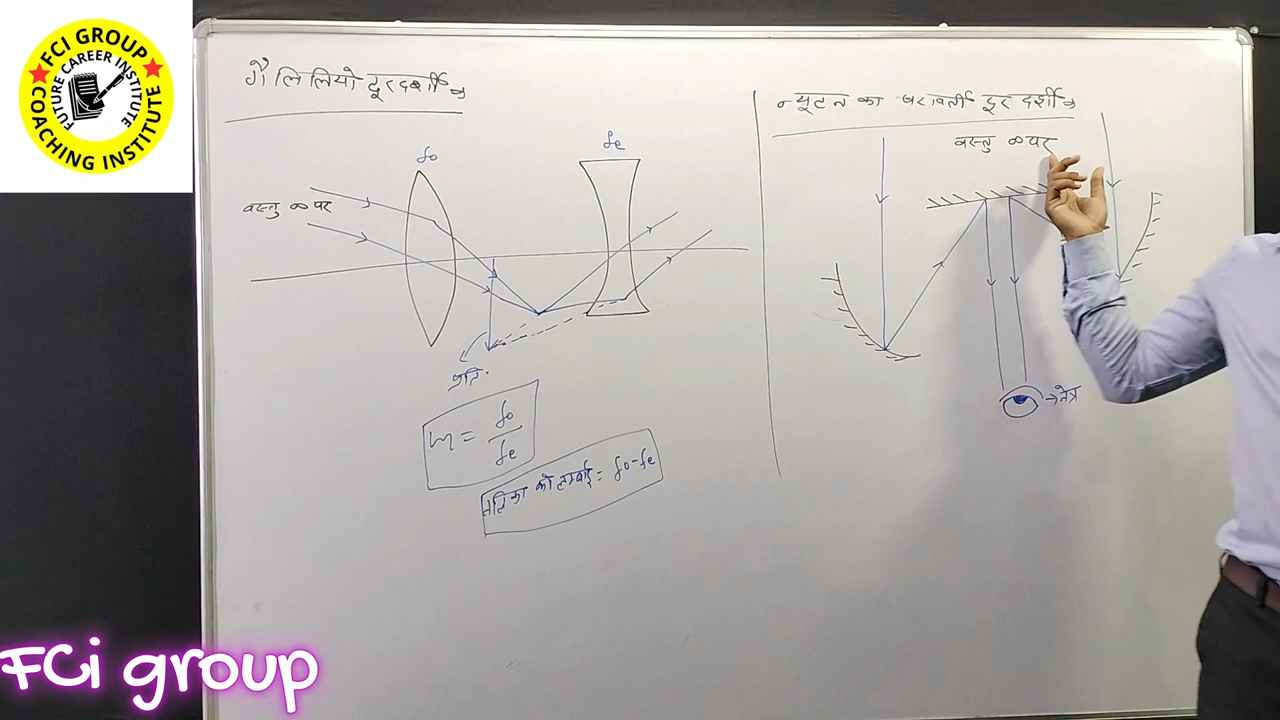 FCI GROUP
FUTURE CAREER INSTITUTE
COACHING INSTITUTE
गैलिलियो दूरदर्शीक
fo
fe
वस्तु ∞ पर
प्रति.
m = fo/fe
नलिका की लम्बाई = fo-fe
न्यूटन का परावर्ती दूरदर्शीक
वस्तु ∞ पर
→ नेत्र
FCi group